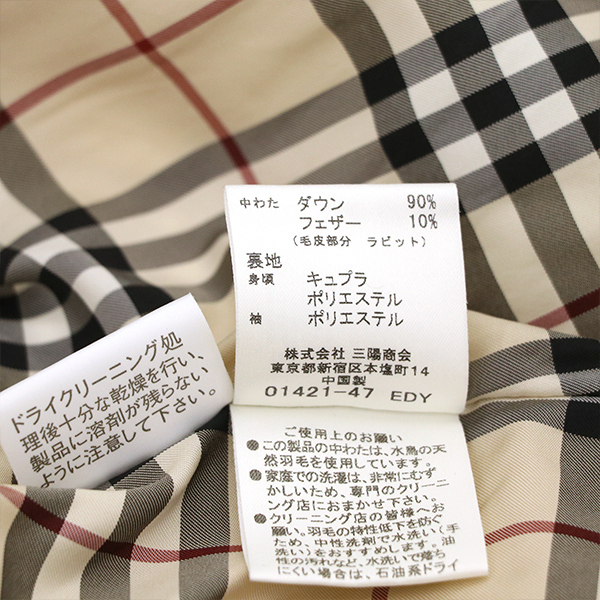 中わた ダウン 90%
フェザー 10%
(毛皮部分 ラビット)
裏地
身頃 キュプラ
ポリエステル
袖 ポリエステル
株式会社 三陽商会
東京都新宿区本塩町14
中国製
01421-47 EDY
ドライクリーニング処
理後十分な乾燥を行い、
製品に溶剤が残らない
ように注意して下さい。
ご使用上のお願い
●この製品の中わたは、水鳥の天
然羽毛を使用しています。
●家庭での洗濯は、非常にむず
かしいため、専門のクリーニ
ング店におまかせ下さい。
●クリーニング店の皆様へお
願い。羽毛の特性低下を防ぐ
ため、中性洗剤で水洗い(手
洗い)をおすすめします。油
性の汚れなど、水洗いで落ち
にくい場合は、石油系ドライ